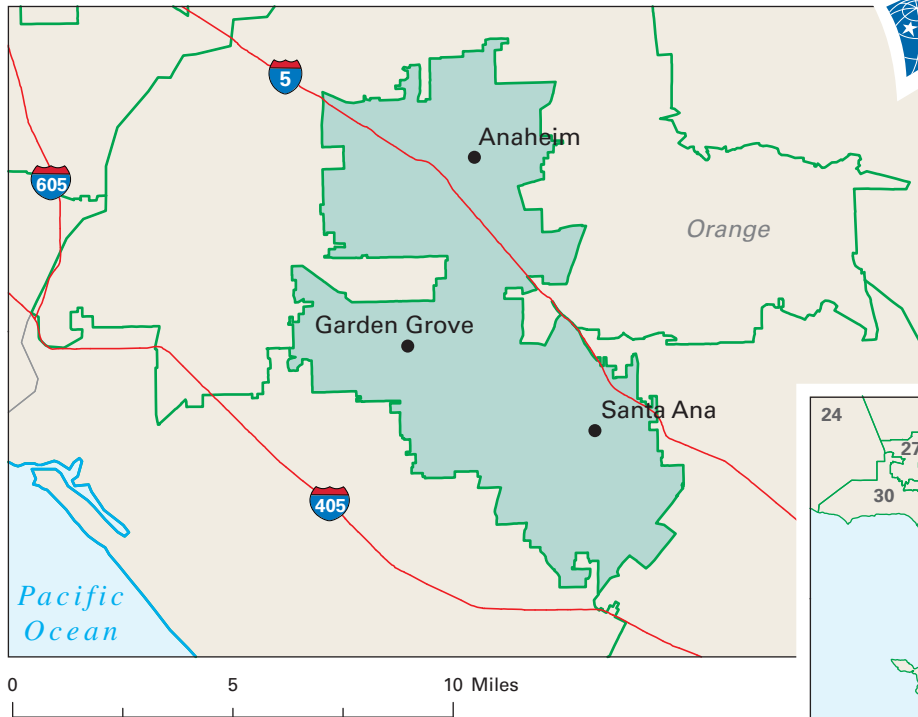 5
Anaheim
605
Orange
Garden Grove
Santa Ana
24
27
30
405
Pacific
Ocean
0 5 10 Miles